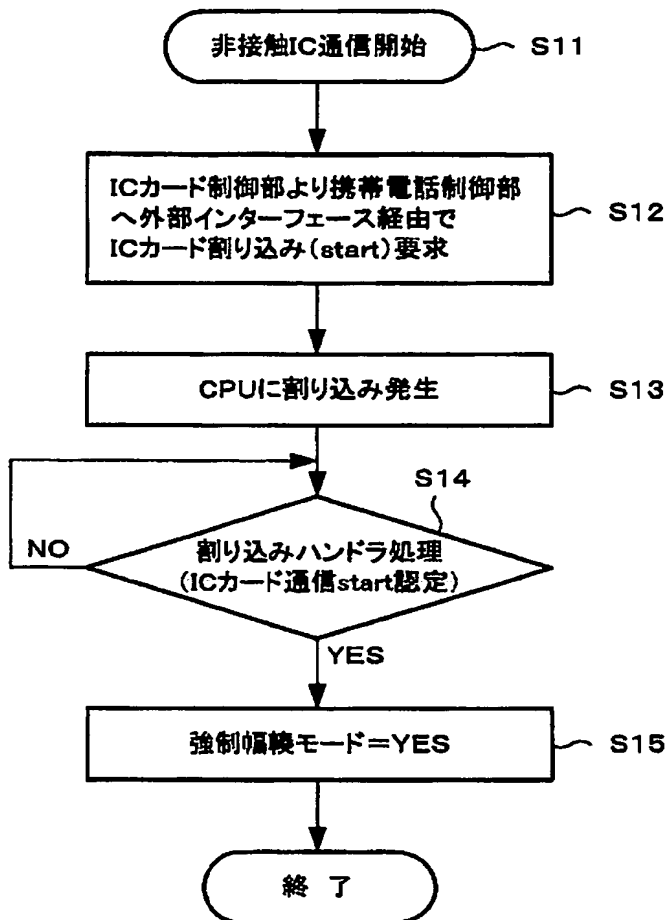 非接触IC通信開始
S11
ICカード制御部より携帯電話制御部
へ外部インターフェース経由で
ICカード割り込み(start)要求
S12
CPUに割り込み発生
S13
S14
NO
割り込みハンドラ処理
(ICカード通信start認定)
YES
強制輻輳モード=YES
S15
終了